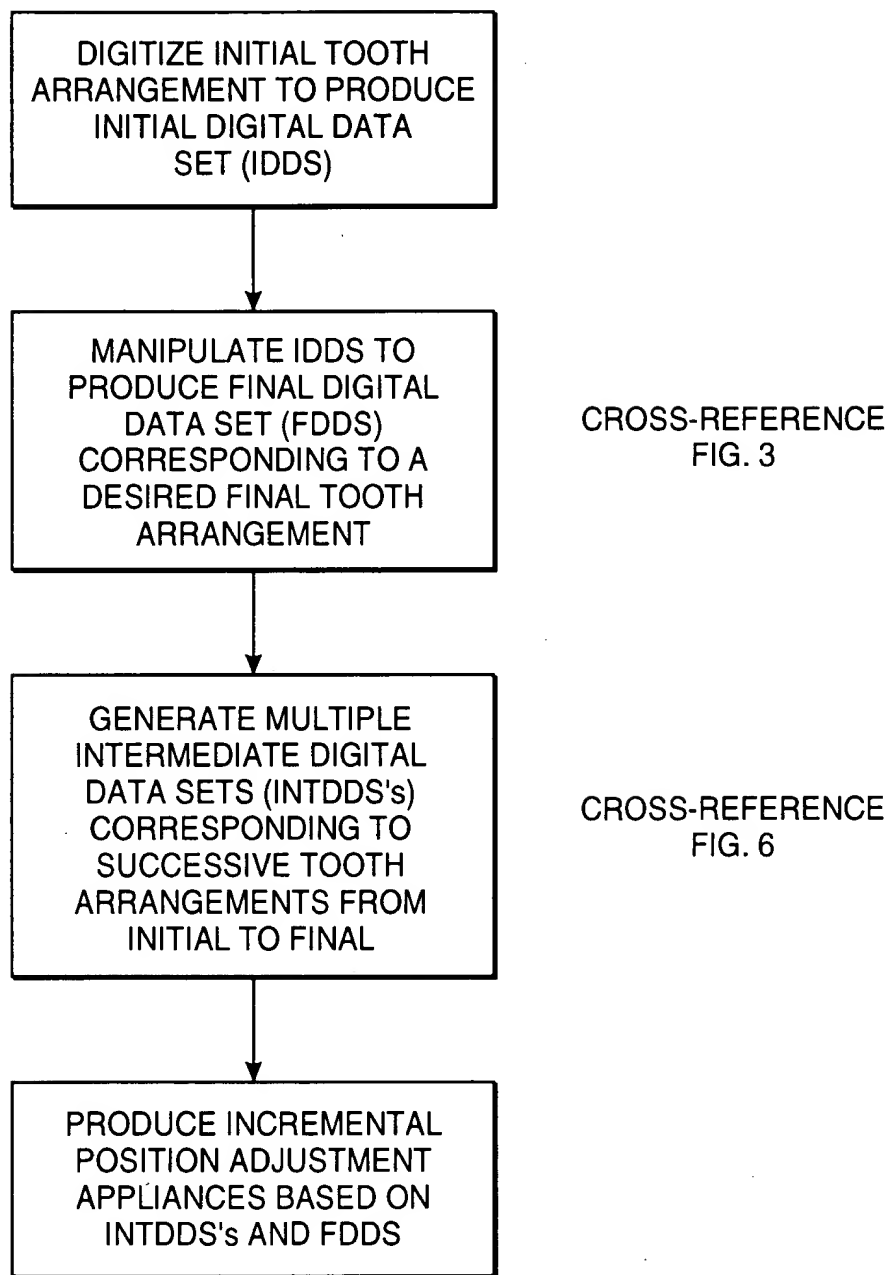 DIGITIZE INITIAL TOOTH
ARRANGEMENT TO PRODUCE
INITIAL DIGITAL DATA
SET (IDDS)
MANIPULATE IDDS TO
PRODUCE FINAL DIGITAL
DATA SET (FDDS)
CORRESPONDING TO A
DESIRED FINAL TOOTH
ARRANGEMENT
CROSS-REFERENCE
FIG. 3
GENERATE MULTIPLE
INTERMEDIATE DIGITAL
DATA SETS (INTDDS's)
CORRESPONDING TO
SUCCESSIVE TOOTH
ARRANGEMENTS FROM
INITIAL TO FINAL
CROSS-REFERENCE
FIG. 6
PRODUCE INCREMENTAL
POSITION ADJUSTMENT
APPLIANCES BASED ON
INTDDS's AND FDDS